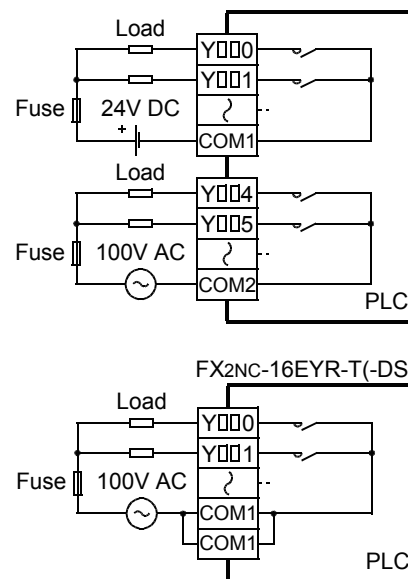 Load
Y□□0
Y□□1
Fuse
24V DC
+
COM1
Load
Y□□4
Y□□5
Fuse
100V AC
COM2
PLC
FX2NC-16EYR-T(-DS
Load
Y□□0
Y□□1
Fuse
100V AC
COM1
COM1
PLC